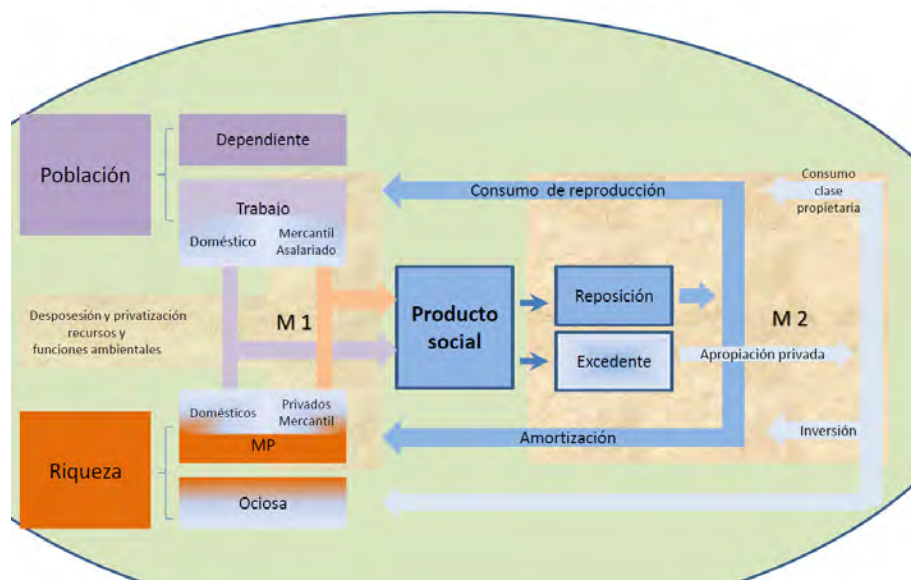 Población
Dependiente
Trabajo
Doméstico
Mercantil
Asalariado
Consumo de reproducción
Consumo
clase
propietaria
Desposesión y privatización
recursos y
funciones ambientales
M 1
Producto
social
Reposición
Excedente
M 2
Apropiación privada
Riqueza
Domésticos
Privados
Mercantil
MP
Ociosa
Amortización
Inversión